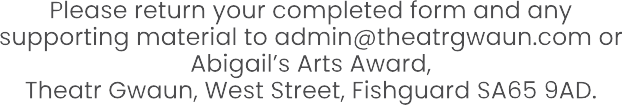 Please return your completed form and any
supporting material to admin@theatrgwaun.com or
Abigail's Arts Award,
Theatr Gwaun, West Street, Fishguard SA65 9AD.